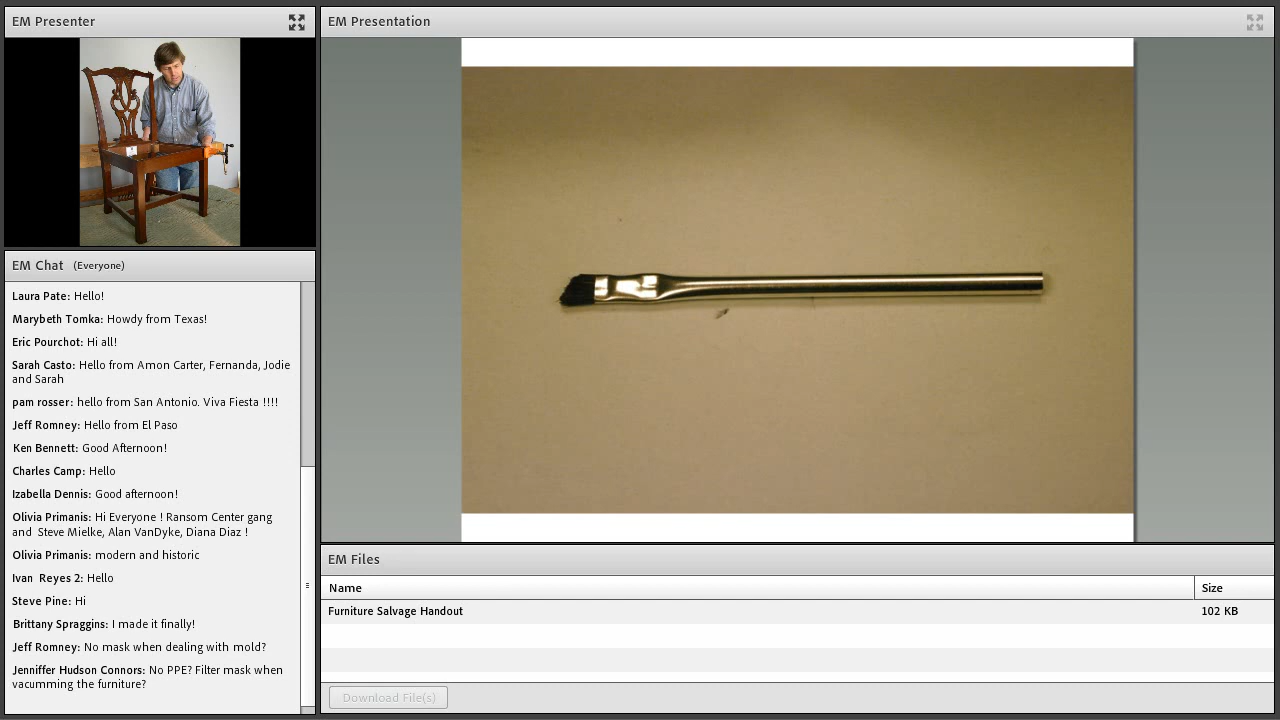 EM Presenter
EM Chat (Everyone)
Laura Pate: Hello!
Marybeth Tomka: Howdy from Texas!
Eric Pourchot: Hi all!
Sarah Casto: Hello from Amon Carter, Fernanda, Jodie
and Sarah
pam rosser: hello from San Antonio. Viva Fiesta !!!!
Jeff Romney: Hello from El Paso
Ken Bennett: Good Afternoon!
Charles Camp: Hello
Izabella Dennis: Good afternoon!
Olivia Primanis: Hi Everyone ! Ransom Center gang
and Steve Mielke, Alan VanDyke, Diana Diaz !
Olivia Primanis: modern and historic
Ivan Reyes 2: Hello
Steve Pine: Hi
Brittany Spraggins: I made it finally!
Jeff Romney: No mask when dealing with mold?
Jenniffer Hudson Connors: No PPE? Filter mask when
vacumming the furniture?
EM Presentation
EM Files
Name Size
Furniture Salvage Handout 102 KB
Download File(s)